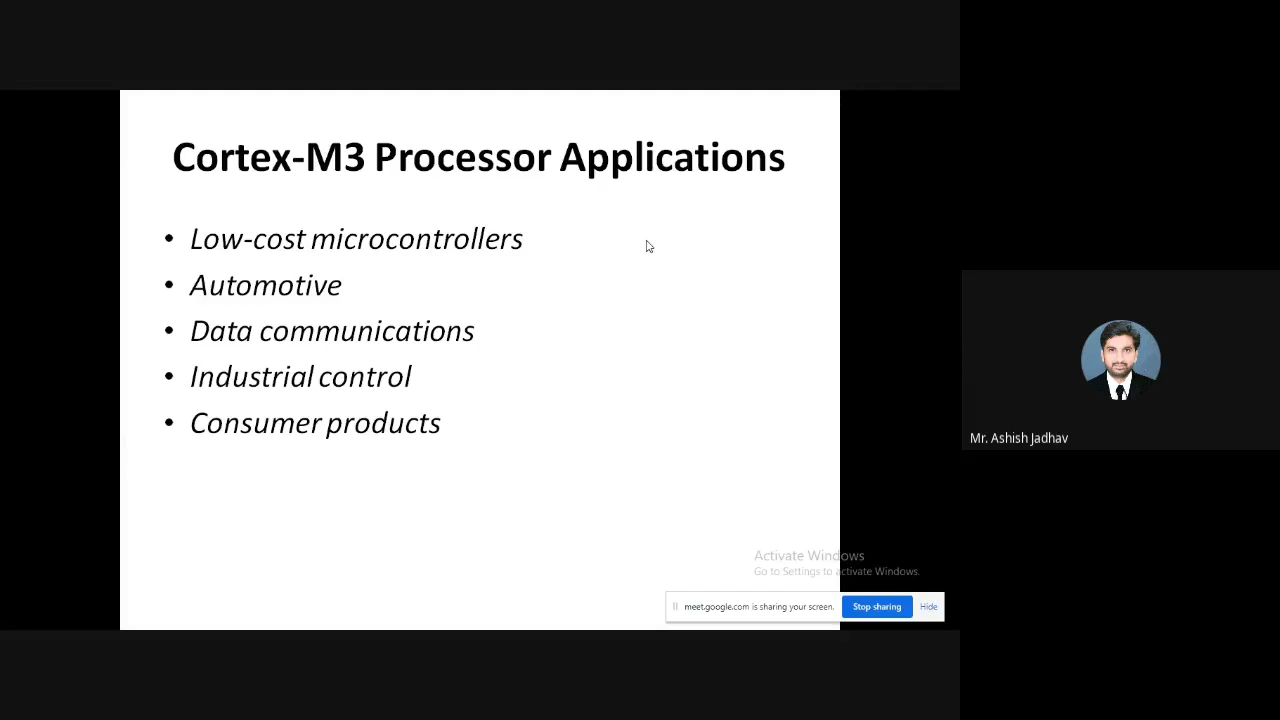 Cortex-M3 Processor Applications
• Low-cost microcontrollers
• Automotive
• Data communications
• Industrial control
• Consumer products
Mr. Ashish Jadhav
Activate Windows
Go to Settings to activate Windows.
meet.google.com is sharing your screen. Stop sharing Hide